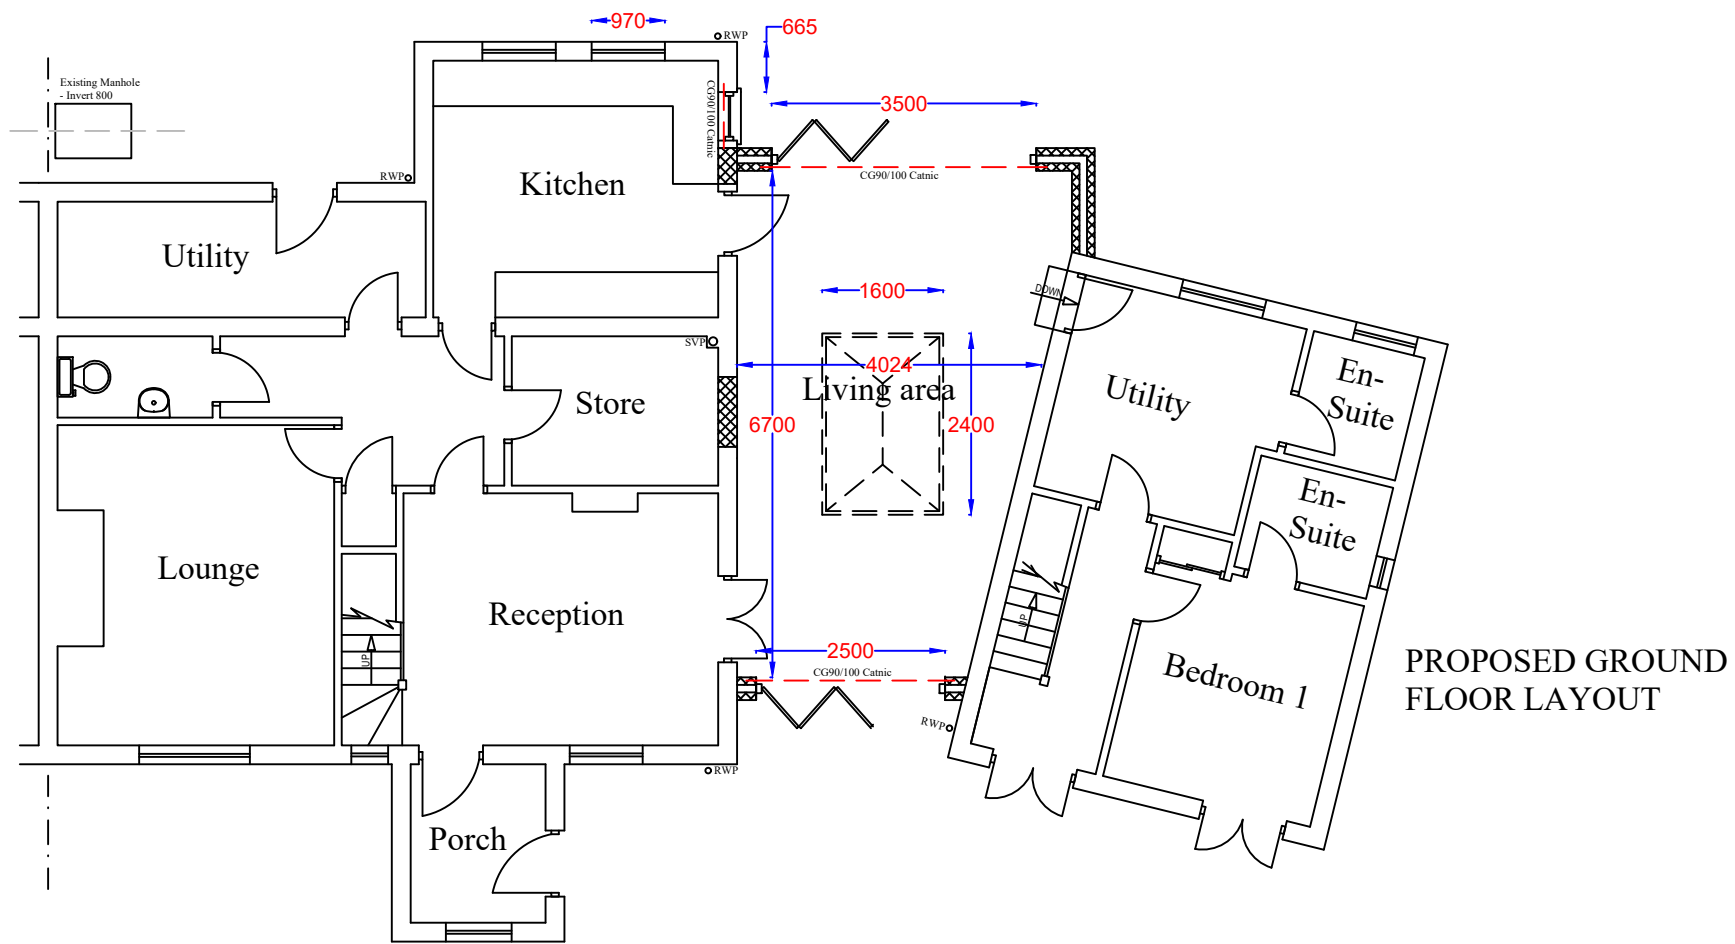 970
665
RWP
Existing Manhole
- Invert 800
CG90/100 Catnic
3500
CG90/100 Catnic
RWP
Kitchen
Utility
DOWN
1600
SVP
4024
Living area
Store
6700
2400
Utility
En-
Suite
En-
Suite
Lounge
Reception
UP
UP
2500
CG90/100 Catnic
Bedroom 1
PROPOSED GROUND
FLOOR LAYOUT
RWP
RWP
Porch